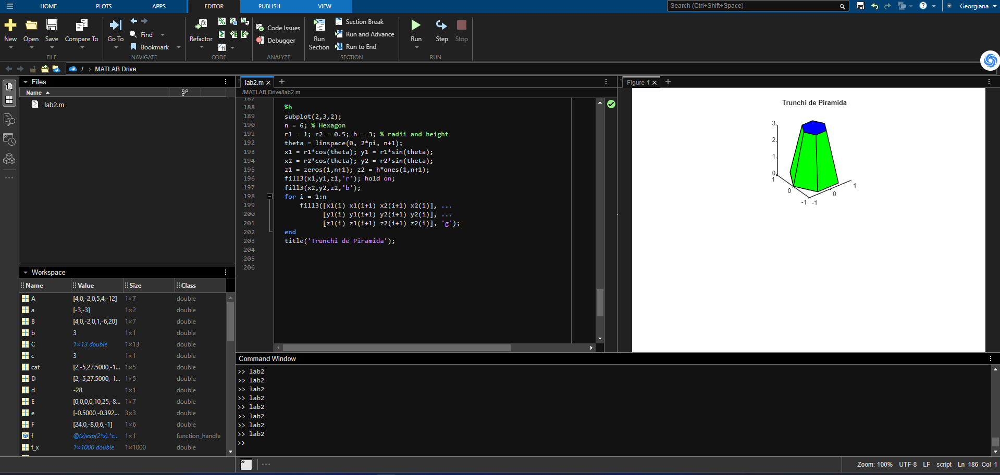 HOME PLOTS APPS EDITOR PUBLISH VIEW Search (Ctrl+Shift+Space) Georgiana
New Open Save Compare To Go To Find Bookmark Refactor Code Issues Debugger Run Section Section Break Run and Advance Run to End Run Step Stop
FILE NAVIGATE CODE ANALYZE SECTION RUN
/ > MATLAB Drive
Files
Name
lab2.m
lab2.m
/MATLAB Drive/lab2.m
187
188 %b
189 subplot(2,3,2);
190 n = 6; % Hexagon
191 r1 = 1; r2 = 0.5; h = 3; % radii and height
192 theta = linspace(0, 2*pi, n+1);
193 x1 = r1*cos(theta); y1 = r1*sin(theta);
194 x2 = r2*cos(theta); y2 = r2*sin(theta);
195 z1 = zeros(1,n+1); z2 = h*ones(1,n+1);
196 fill3(x1,y1,z1,'r'); hold on;
197 fill3(x2,y2,z2,'b');
198 for i = 1:n
199 fill3([x1(i) x1(i+1) x2(i+1) x2(i)], ...
200 [y1(i) y1(i+1) y2(i+1) y2(i)], ...
201 [z1(i) z1(i+1) z2(i+1) z2(i)], 'g');
202 end
203 title('Trunchi de Piramida');
204
205
206
Figure 1
Trunchi de Piramida
3
2
1
0
1
0
-1
-1
0
1
Workspace
Name Value Size Class
A [4,0,-2,0,5,4,-12] 1×7 double
a [-3,-3] 1×2 double
B [4,0,-2,0,1,-6,20] 1×7 double
b 3 1×1 double
C 1×13 double 1×13 double
c 3 1×1 double
cat [2,-5,27.5000,-1... 1×5 double
D [2,-5,27.5000,-1... 1×5 double
d -28 1×1 double
E [0,0,0,0,10,25,-8... 1×7 double
e [-0.5000,-0.392... 3×3 double
F [24,0,-8,0,6,-1] 1×6 double
f @(x)exp(2*x).*c... 1×1 function_handle
f_x 1×1000 double 1×1000 double
Command Window
>> lab2
>> lab2
>> lab2
>> lab2
>> lab2
>> lab2
>> lab2
>> lab2
>>
Zoom: 100% UTF-8 LF script Ln 186 Col 1